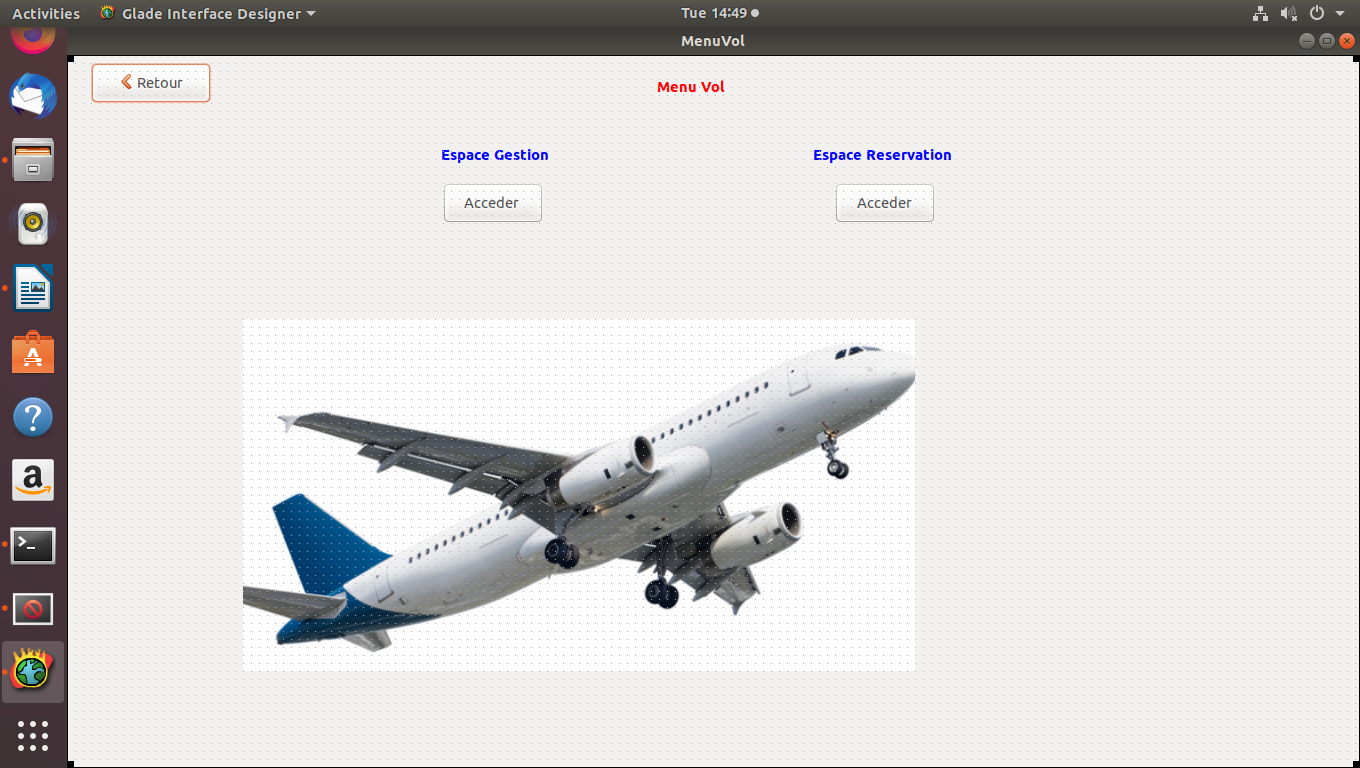 Activities
Glade Interface Designer
Tue 14:49
MenuVol
Retour
Menu Vol
Espace Gestion
Espace Reservation
Acceder
Acceder